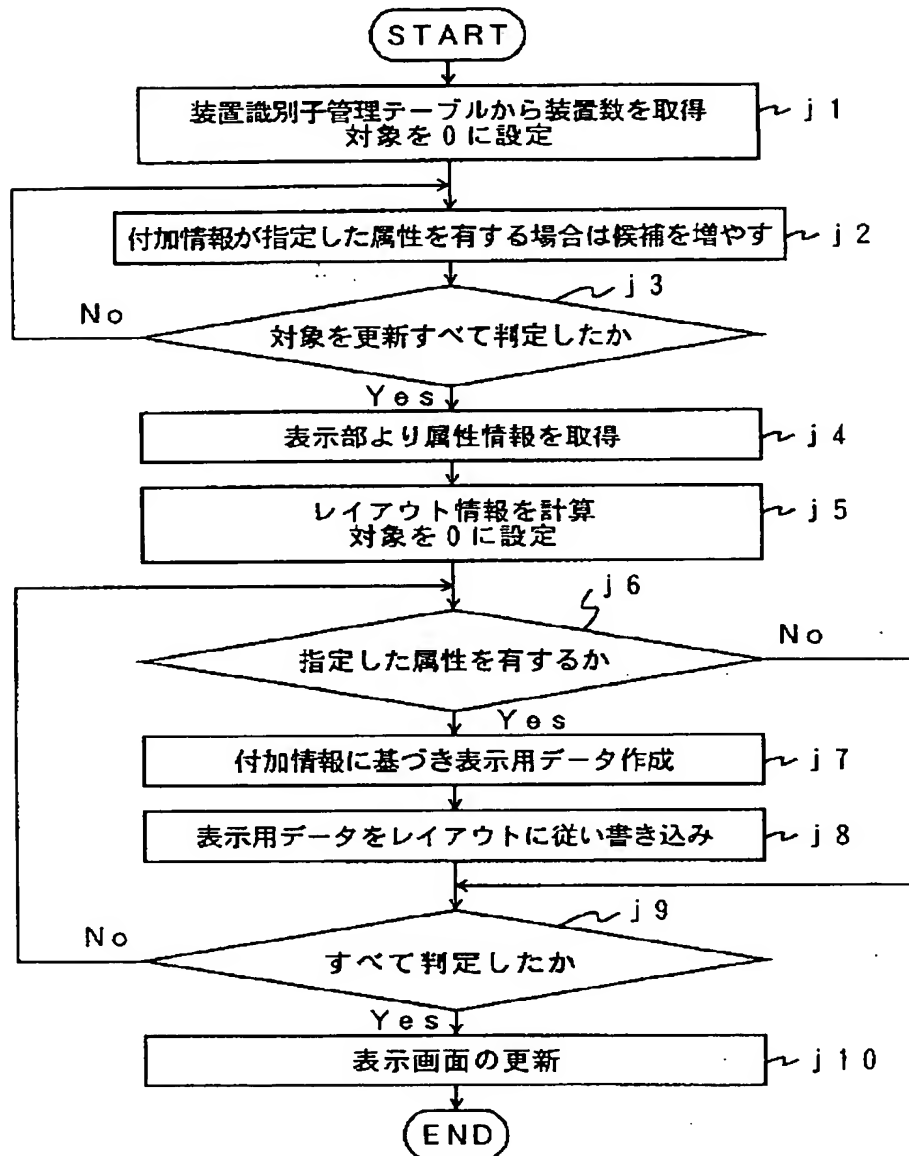 START
装置識別子管理テーブルから装置数を取得
対象を0に設定
j1
付加情報が指定した属性を有する場合は候補を増やす
j2
j3
No
対象を更新すべて判定したか
Yes
表示部より属性情報を取得
j4
レイアウト情報を計算
対象を0に設定
j5
j6
No
指定した属性を有するか
Yes
付加情報に基づき表示用データ作成
j7
表示用データをレイアウトに従い書き込み
j8
j9
No
すべて判定したか
Yes
表示画面の更新
j10
END